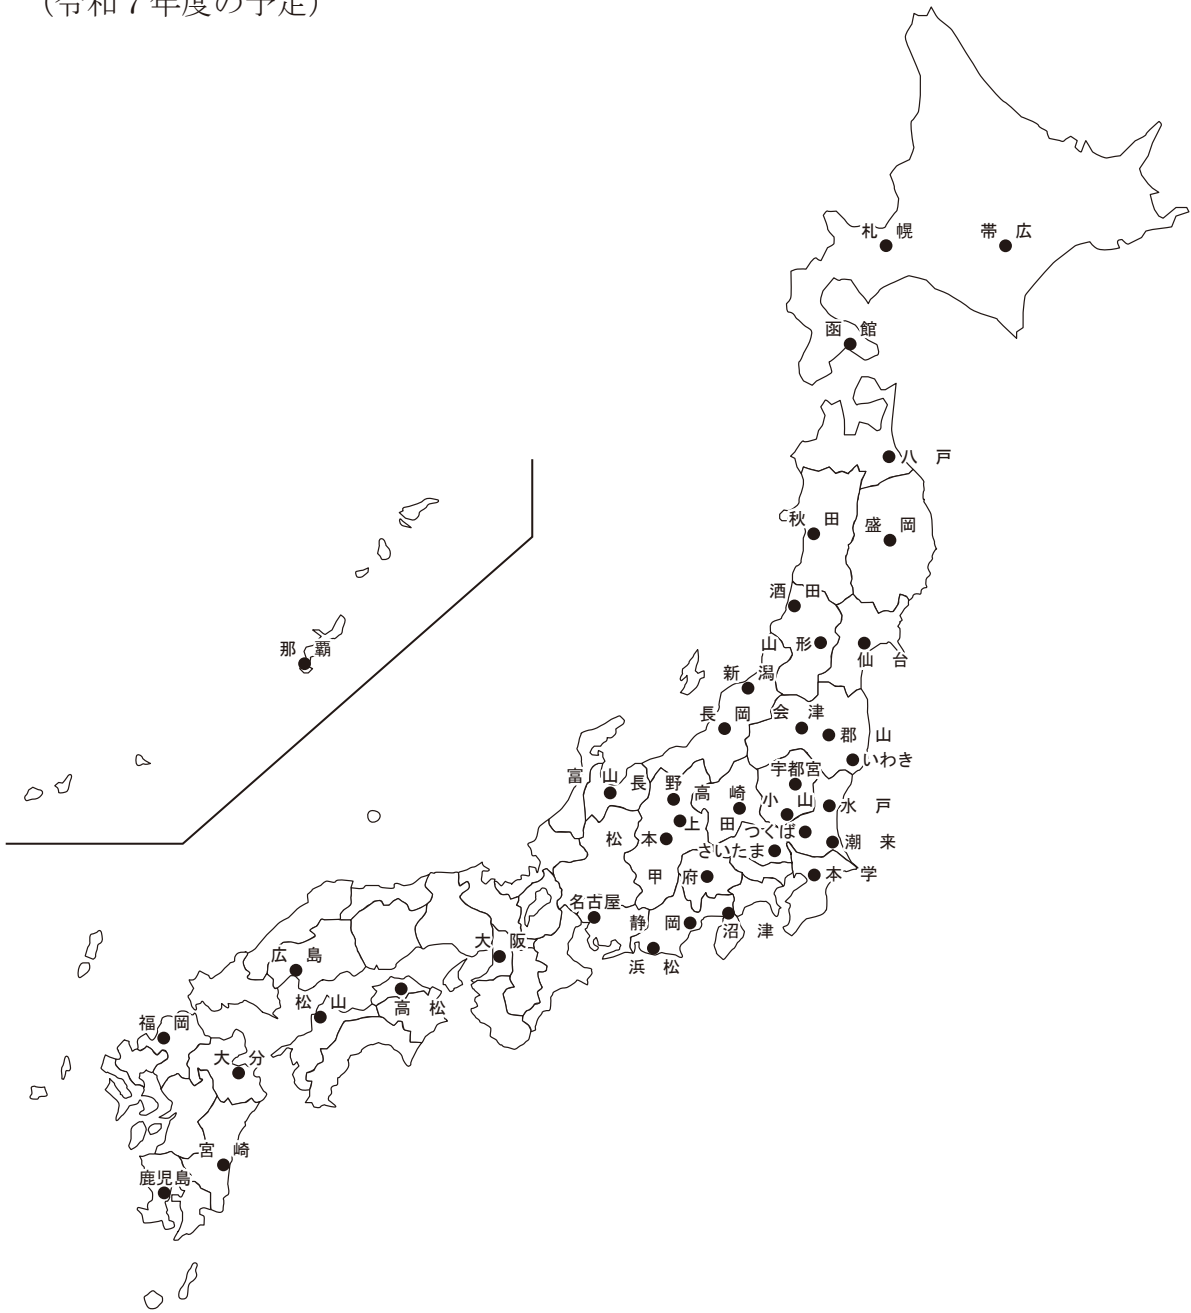 (令和７年度の予定)
札幌
帯広
函館
八戸
秋田
盛岡
酒田
山形
仙台
那覇
新潟
長岡
会津
郡山
いわき
富山
長野
高崎
宇都宮
小山
水戸
上田
つくば
松本
さいたま
潮来
甲府
本学
名古屋
静岡
沼津
浜松
大阪
広島
松山
高松
福岡
大分
宮崎
鹿児島